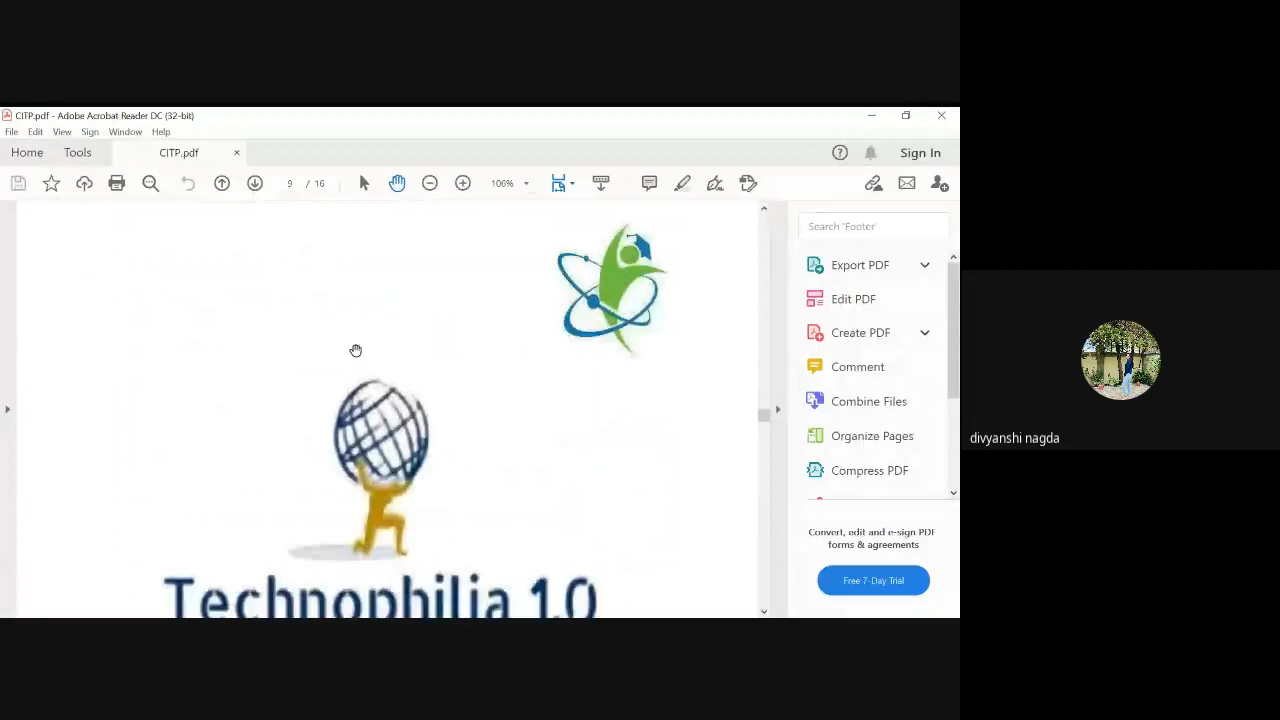 CITP.pdf - Adobe Acrobat Reader DC (32-bit)
File Edit View Sign Window Help
Home Tools CITP.pdf × Sign In
9 / 16 106%
Search 'Footer'
Export PDF
Edit PDF
Create PDF
Comment
Combine Files
Organize Pages
Compress PDF
Convert, edit and e-sign PDF
forms & agreements
Free 7-Day Trial
Technophilia 1.0
divyanshi nagda